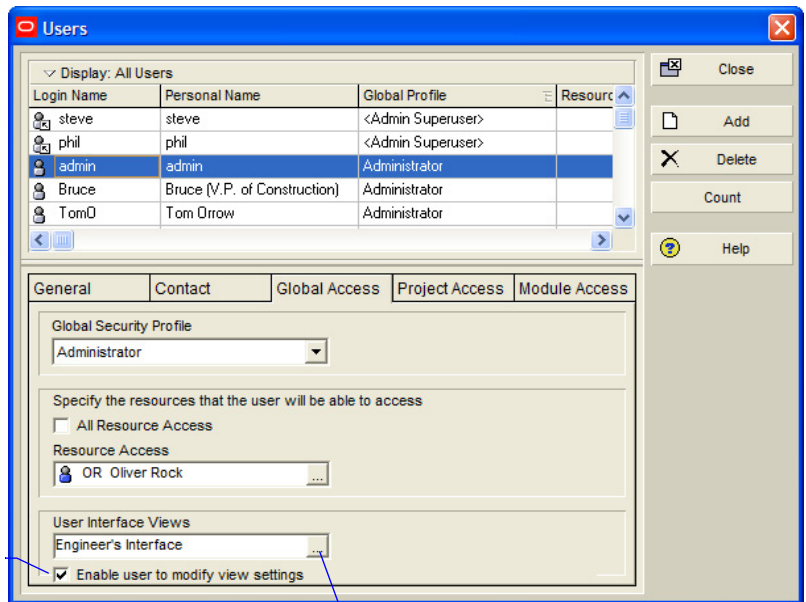 Users
Display: All Users
Login Name Personal Name Global Profile Resourc
steve steve <Admin Superuser>
phil phil <Admin Superuser>
admin admin Administrator
Bruce Bruce (V.P. of Construction) Administrator
TomO Tom Orrow Administrator
Close
Add
Delete
Count
Help
General Contact Global Access Project Access Module Access
Global Security Profile
Administrator
Specify the resources that the user will be able to access
All Resource Access
Resource Access
OR Oliver Rock ...
User Interface Views
Engineer's Interface ...
Enable user to modify view settings